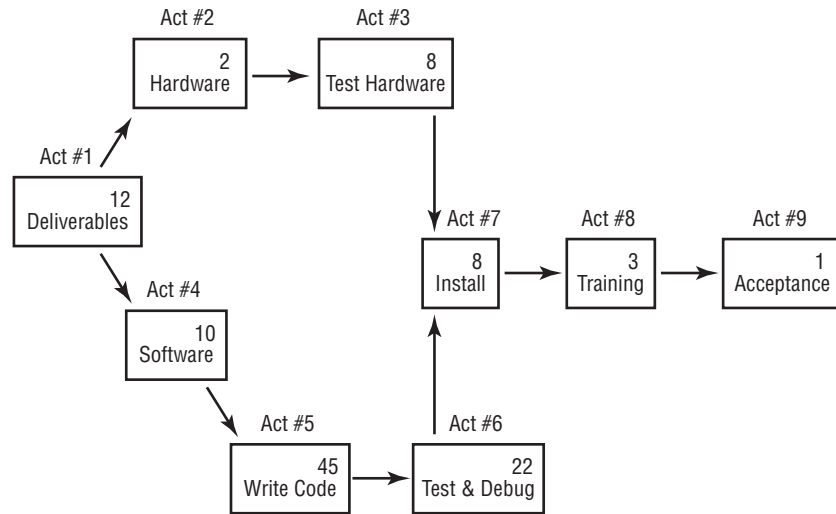 Act #2
2
Hardware
Act #3
8
Test Hardware
Act #1
12
Deliverables
Act #4
10
Software
Act #5
45
Write Code
Act #6
22
Test & Debug
Act #7
8
Install
Act #8
3
Training
Act #9
1
Acceptance